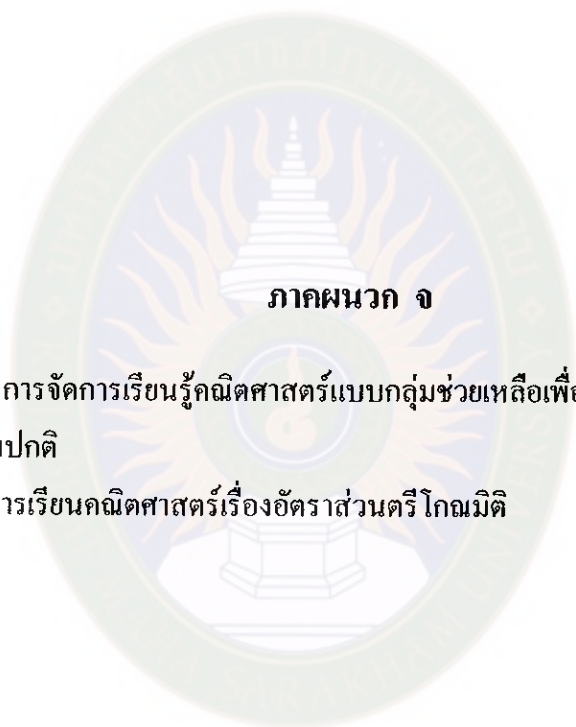 ภาคผนวก จ
การจัดการเรียนรู้คณิตศาสตร์แบบกลุ่มช่วยเหลือเพื่อ
ปกติ
การเรียนคณิตศาสตร์เรื่องอัตราส่วนตรีโกณมิติ